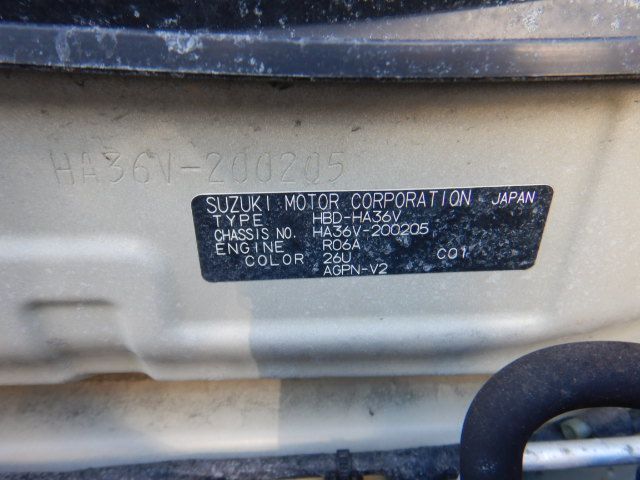 HA36V-200205
SUZUKI MOTOR CORPORATION JAPAN
TYPE HBD-HA36V
CHASSIS NO. HA36V-200205
ENGINE R06A
COLOR 26U C01
AGPN-V2